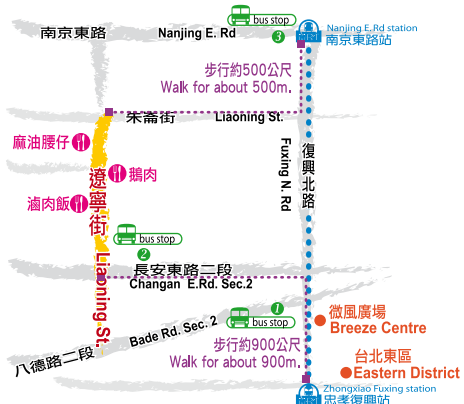 bus stop
3
Nanjing E.Rd station
南京東路站
南京東路
Nanjing E. Rd
步行約500公尺
Walk for about 500m.
朱崙街
Liaoning St.
麻油腰仔
鵝肉
滷肉飯
遼寧街
Liaoning St.
Fuxing N. Rd
復興北路
bus stop
2
長安東路二段
Changan E.Rd. Sec.2
1
bus stop
微風廣場
Breeze Centre
八德路二段
Bade Rd. Sec. 2
步行約900公尺
Walk for about 900m.
台北東區
Eastern District
Zhongxiao Fuxing station
忠孝復興站